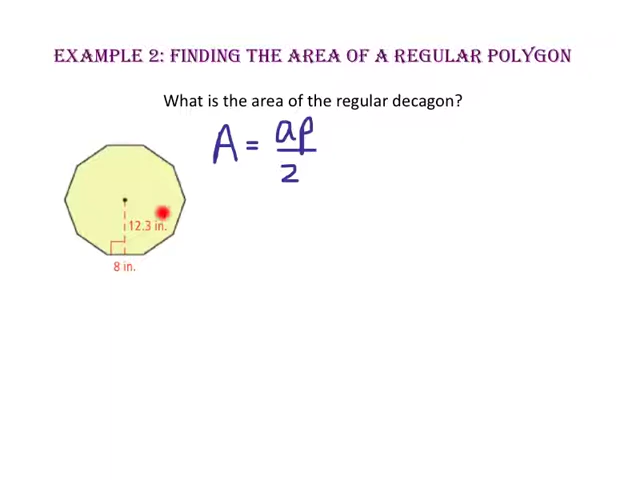 EXAMPLE 2: FINDING THE AREA OF A REGULAR POLYGON
What is the area of the regular decagon?
A = ap/2
12.3 in.
8 in.